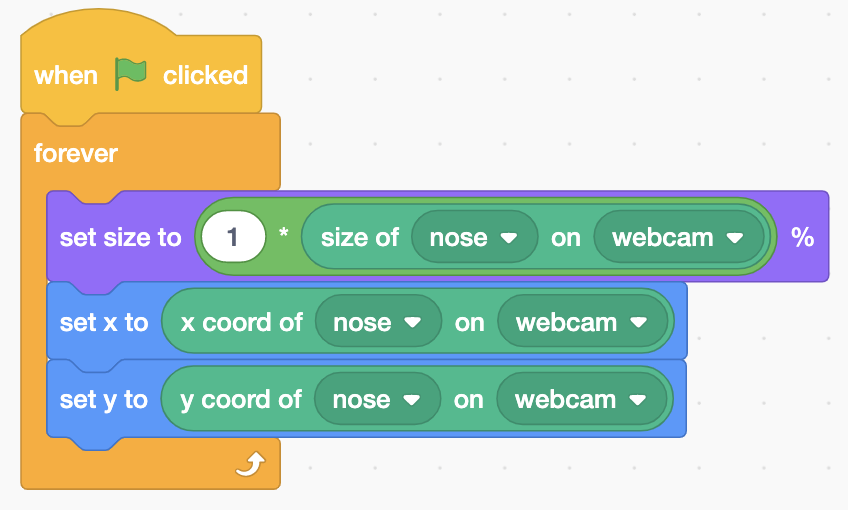 when clicked
forever
set size to 1 * size of nose on webcam %
set x to x coord of nose on webcam
set y to y coord of nose on webcam